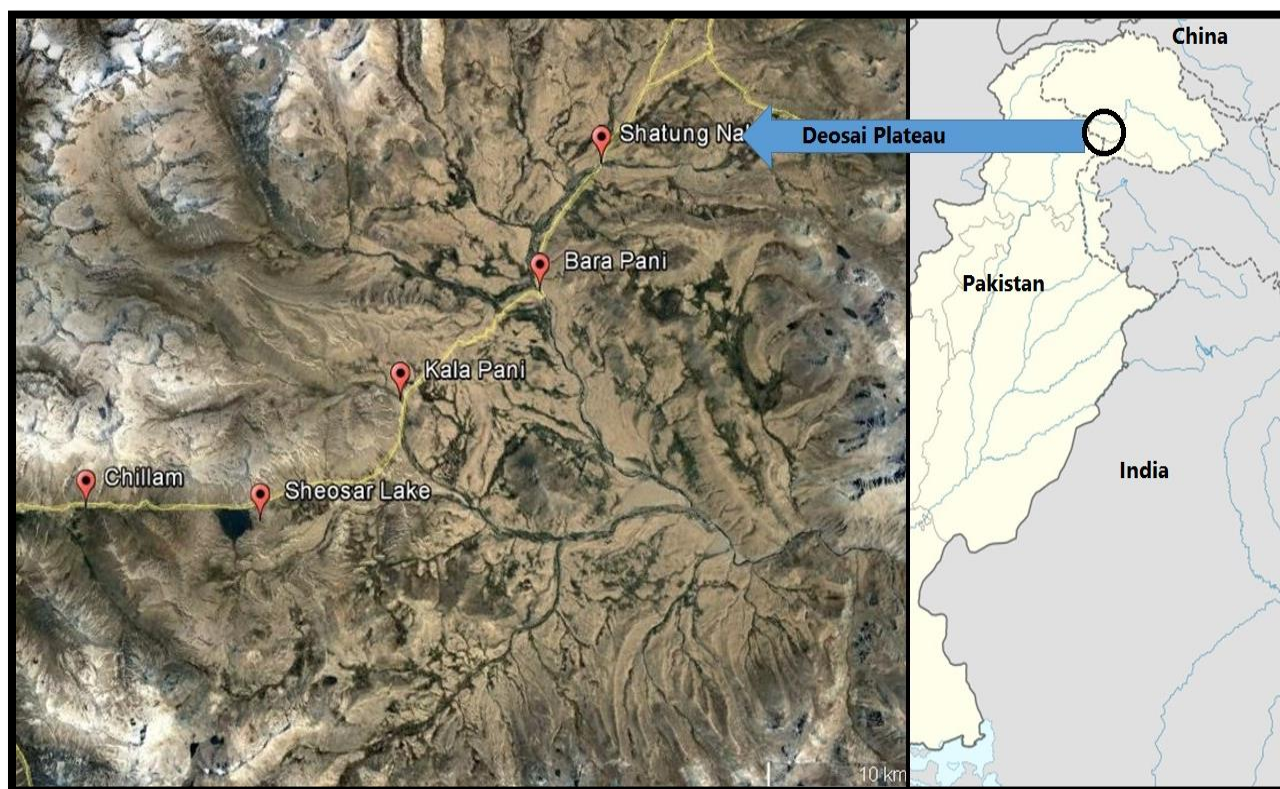 China
Shatung Na
Deosai Plateau
Bara Pani
Pakistan
Kala Pani
Chillam
Sheosar Lake
India
10 km